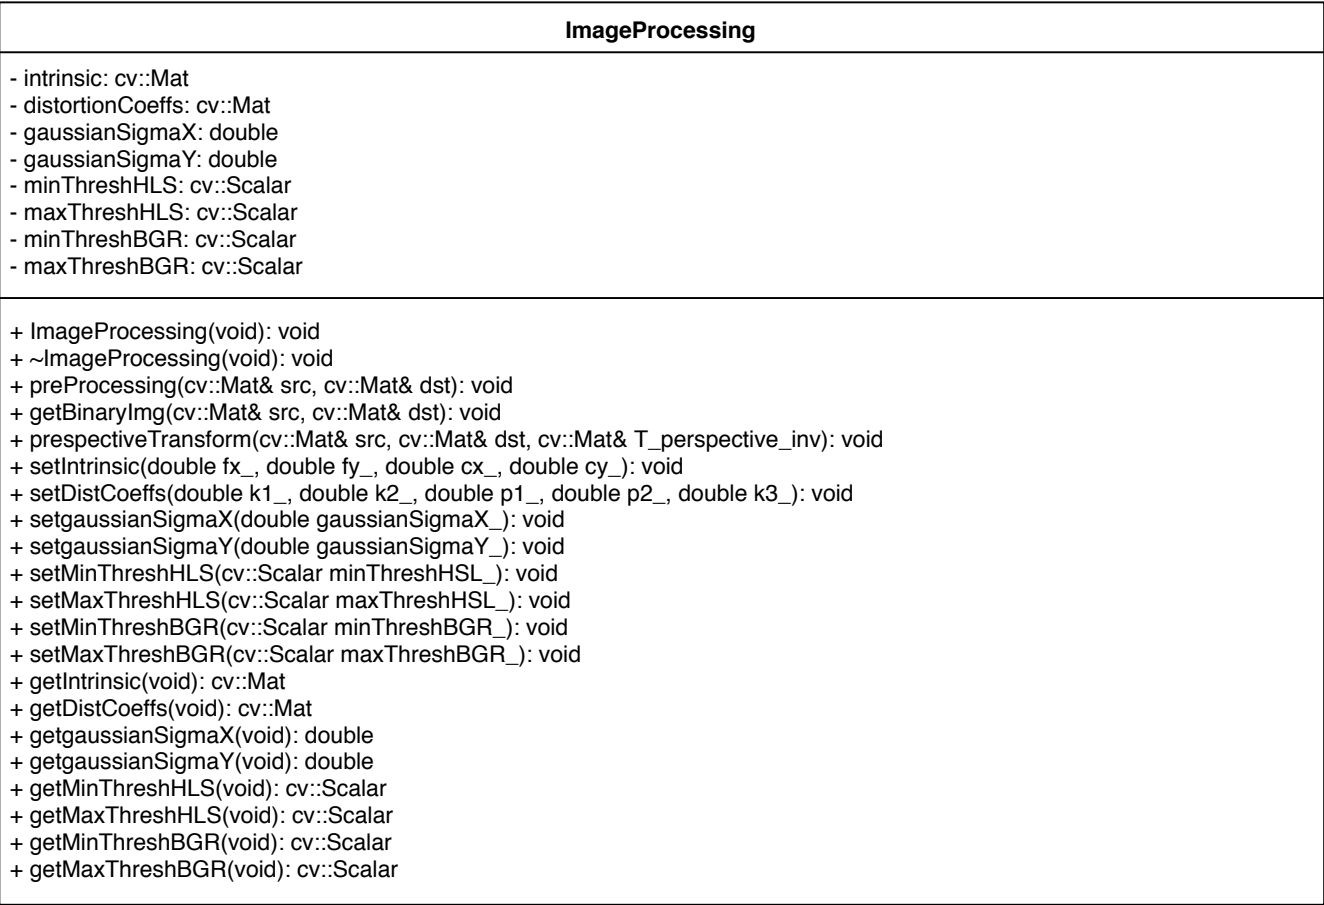 ImageProcessing
- intrinsic: cv::Mat
- distortionCoeffs: cv::Mat
- gaussianSigmaX: double
- gaussianSigmaY: double
- minThreshHLS: cv::Scalar
- maxThreshHLS: cv::Scalar
- minThreshBGR: cv::Scalar
- maxThreshBGR: cv::Scalar
+ ImageProcessing(void): void
+ ~ImageProcessing(void): void
+ preProcessing(cv::Mat& src, cv::Mat& dst): void
+ getBinaryImg(cv::Mat& src, cv::Mat& dst): void
+ prespectiveTransform(cv::Mat& src, cv::Mat& dst, cv::Mat& T_perspective_inv): void
+ setIntrinsic(double fx_, double fy_, double cx_, double cy_): void
+ setDistCoeffs(double k1_, double k2_, double p1_, double p2_, double k3_): void
+ setgaussianSigmaX(double gaussianSigmaX_): void
+ setgaussianSigmaY(double gaussianSigmaY_): void
+ setMinThreshHLS(cv::Scalar minThreshHSL_): void
+ setMaxThreshHLS(cv::Scalar maxThreshHSL_): void
+ setMinThreshBGR(cv::Scalar minThreshBGR_): void
+ setMaxThreshBGR(cv::Scalar maxThreshBGR_): void
+ getIntrinsic(void): cv::Mat
+ getDistCoeffs(void): cv::Mat
+ getgaussianSigmaX(void): double
+ getgaussianSigmaY(void): double
+ getMinThreshHLS(void): cv::Scalar
+ getMaxThreshHLS(void): cv::Scalar
+ getMinThreshBGR(void): cv::Scalar
+ getMaxThreshBGR(void): cv::Scalar